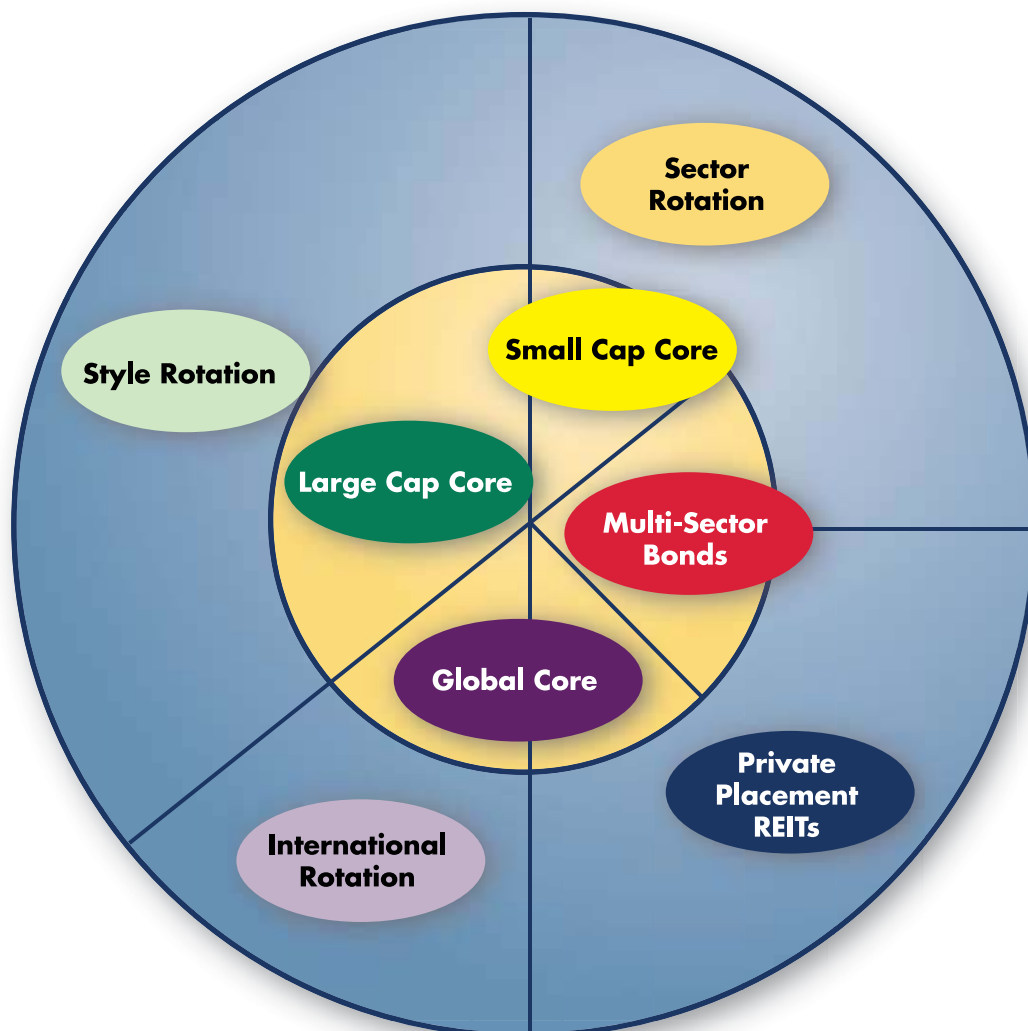 Sector
Rotation
Small Cap Core
Style Rotation
Large Cap Core
Multi-Sector
Bonds
Global Core
Private
Placement
REITs
International
Rotation